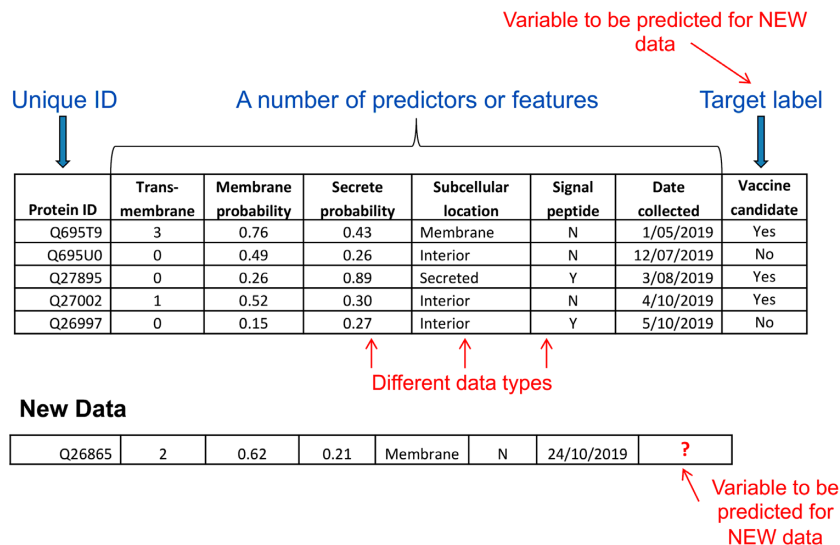 Variable to be predicted for NEW
data
Unique ID A number of predictors or features Target label
Protein ID Trans-membrane Membrane probability Secrete probability Subcellular location Signal peptide Date collected Vaccine candidate
Q695T9 3 0.76 0.43 Membrane N 1/05/2019 Yes
Q695U0 0 0.49 0.26 Interior N 12/07/2019 No
Q27895 0 0.26 0.89 Secreted Y 3/08/2019 Yes
Q27002 1 0.52 0.30 Interior N 4/10/2019 Yes
Q26997 0 0.15 0.27 Interior Y 5/10/2019 No
Different data types
New Data
Q26865 2 0.62 0.21 Membrane N 24/10/2019 ?
Variable to be
predicted for
NEW data